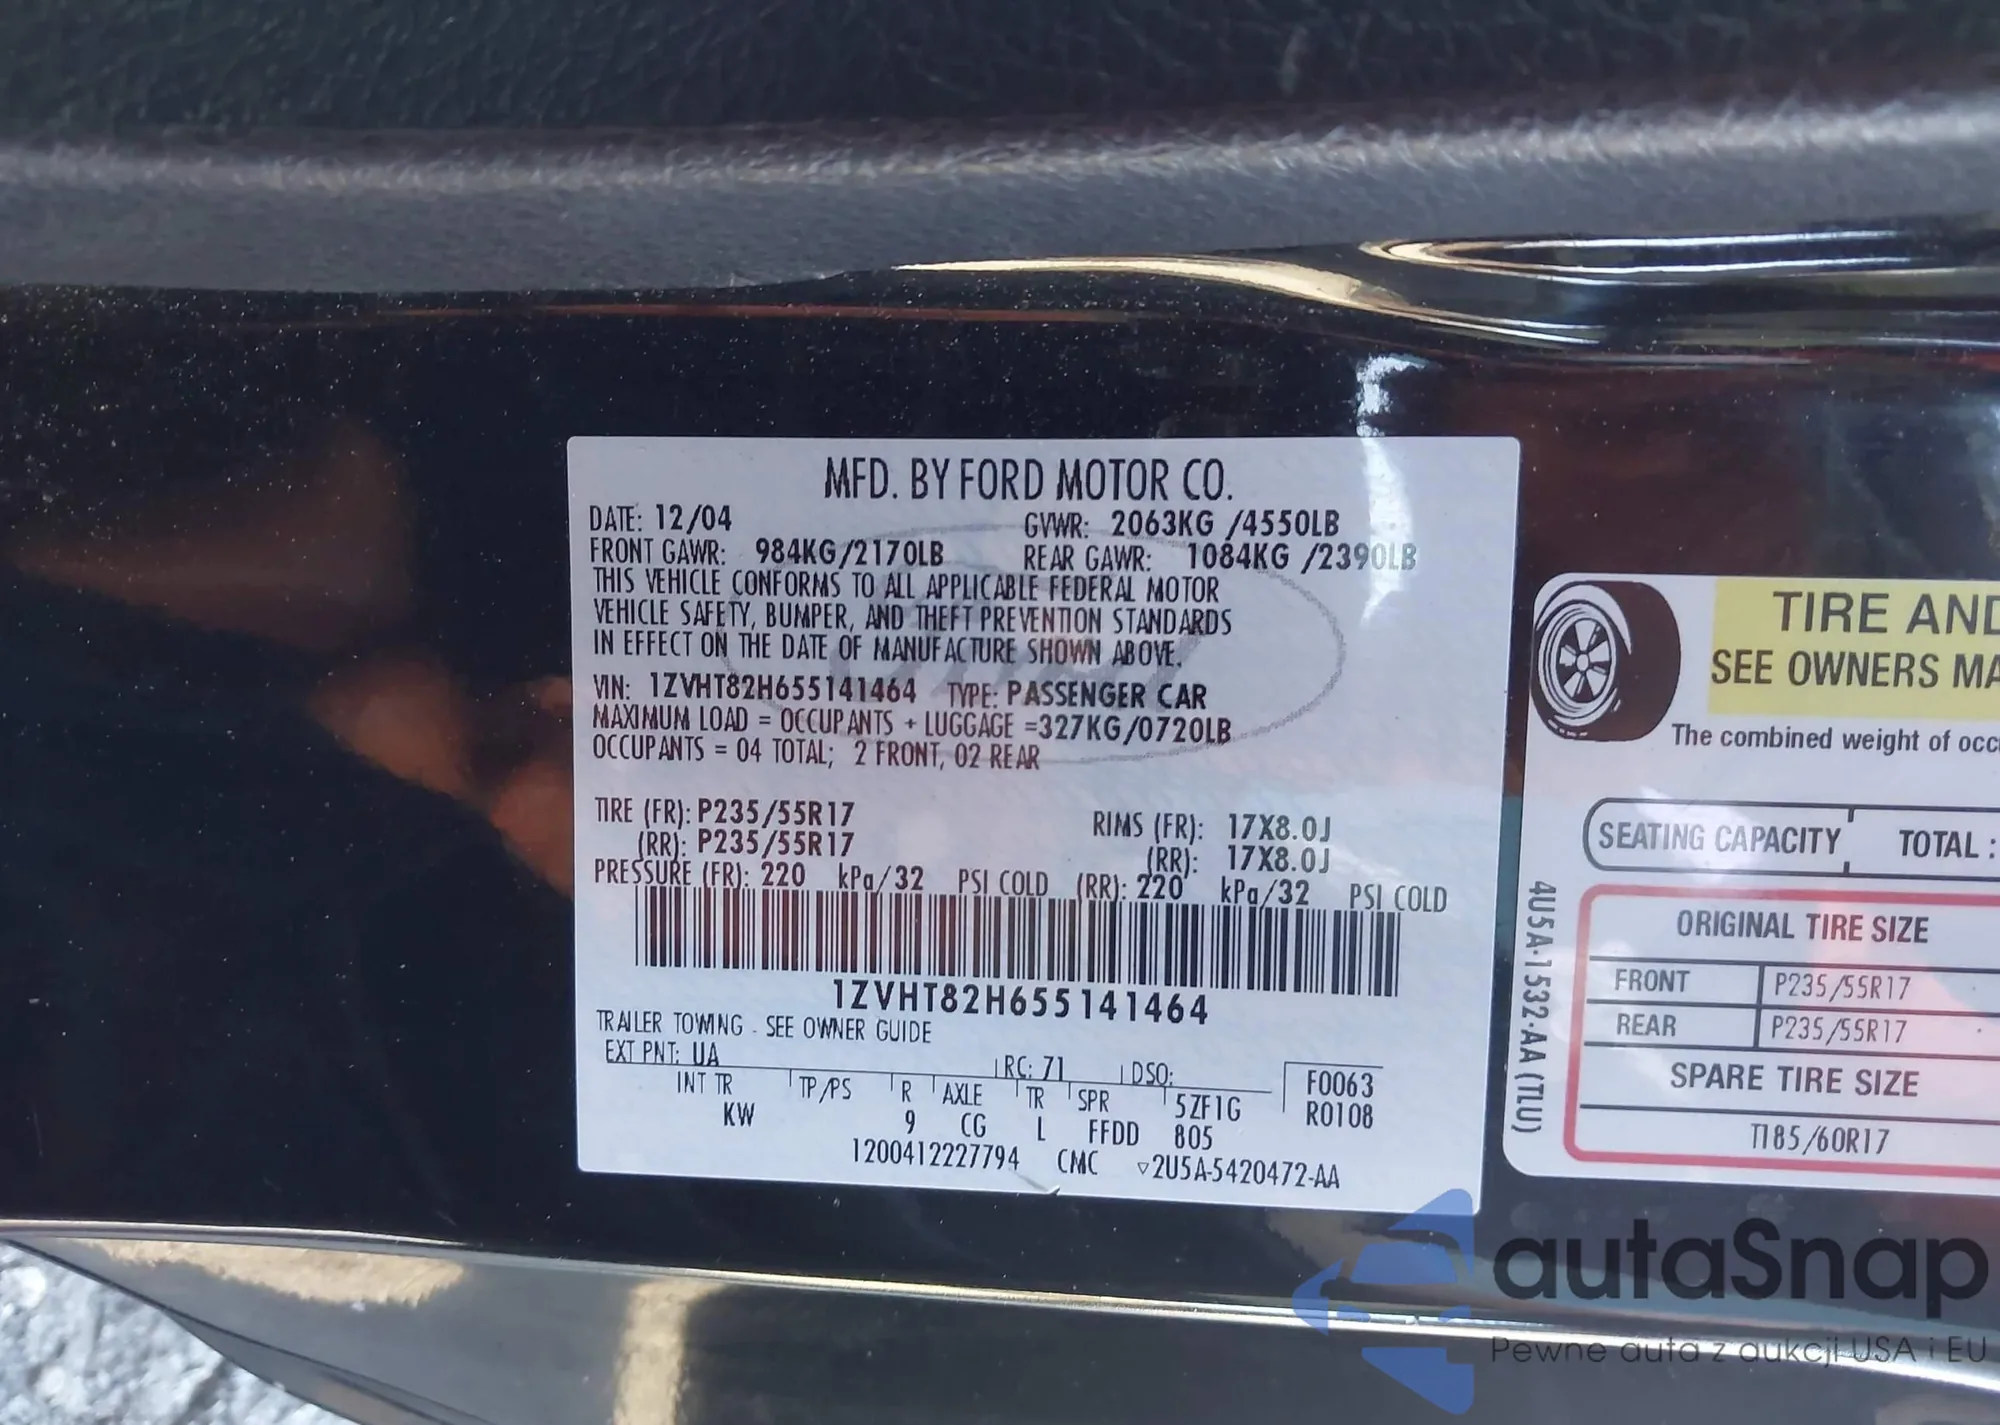 MFD. BY FORD MOTOR CO.
DATE: 12/04 GVWR: 2063KG /4550LB
FRONT GAWR: 984KG/2170LB REAR GAWR: 1084KG /2390LB
THIS VEHICLE CONFORMS TO ALL APPLICABLE FEDERAL MOTOR
VEHICLE SAFETY, BUMPER, AND THEFT PREVENTION STANDARDS
IN EFFECT ON THE DATE OF MANUFACTURE SHOWN ABOVE.
VIN: 1ZVHT82H655141464 TYPE: PASSENGER CAR
MAXIMUM LOAD = OCCUPANTS + LUGGAGE =327KG/0720LB
OCCUPANTS = 04 TOTAL; 2 FRONT, 02 REAR
TIRE (FR): P235/55R17 RIMS (FR): 17X8.0J
(RR): P235/55R17 (RR): 17X8.0J
PRESSURE (FR): 220 kPa/32 PSI COLD (RR): 220 kPa/32 PSI COLD
1ZVHT82H655141464
TRAILER TOWING - SEE OWNER GUIDE
EXT PNT: UA RC: 71 DSO:
INT TR TP/PS R AXLE TR SPR 5ZF1G F0063
KW 9 CG L FFDD 805 R0108
1200412227794 CMC ▽2U5A-5420472-AA
TIRE AND
SEE OWNERS MA
The combined weight of occ
SEATING CAPACITY TOTAL :
ORIGINAL TIRE SIZE
FRONT P235/55R17
REAR P235/55R17
SPARE TIRE SIZE
T185/60R17
4U5A-1532-AA (TLU)
autaSnap
Pewne auta z aukcji USA i EU